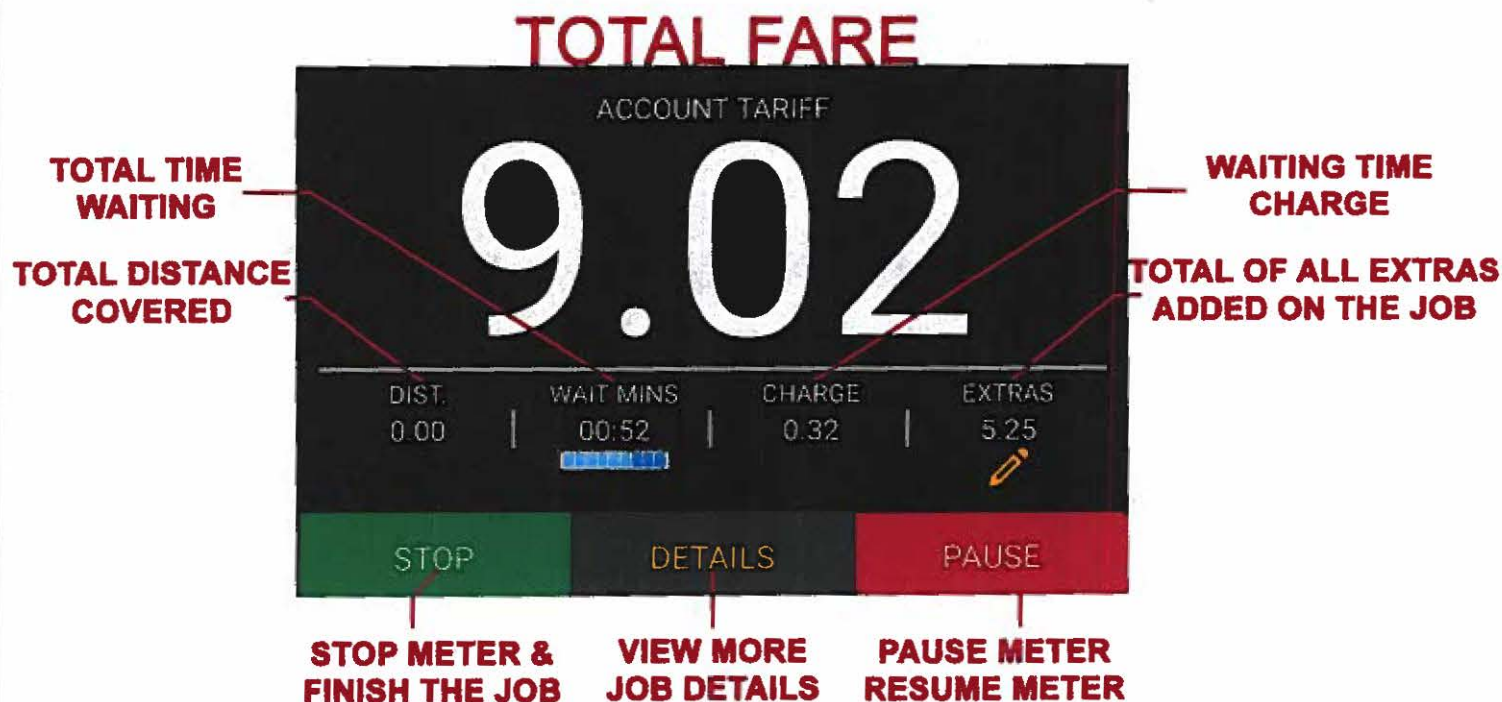 TOTAL FARE
ACCOUNT TARIFF
9.02
TOTAL TIME
WAITING
WAITING TIME
CHARGE
TOTAL DISTANCE
COVERED
TOTAL OF ALL EXTRAS
ADDED ON THE JOB
DIST. WAIT MINS CHARGE EXTRAS
0.00 | 00:52 | 0.32 | 5.25
STOP DETAILS PAUSE
STOP METER &
FINISH THE JOB
VIEW MORE
JOB DETAILS
PAUSE METER
RESUME METER